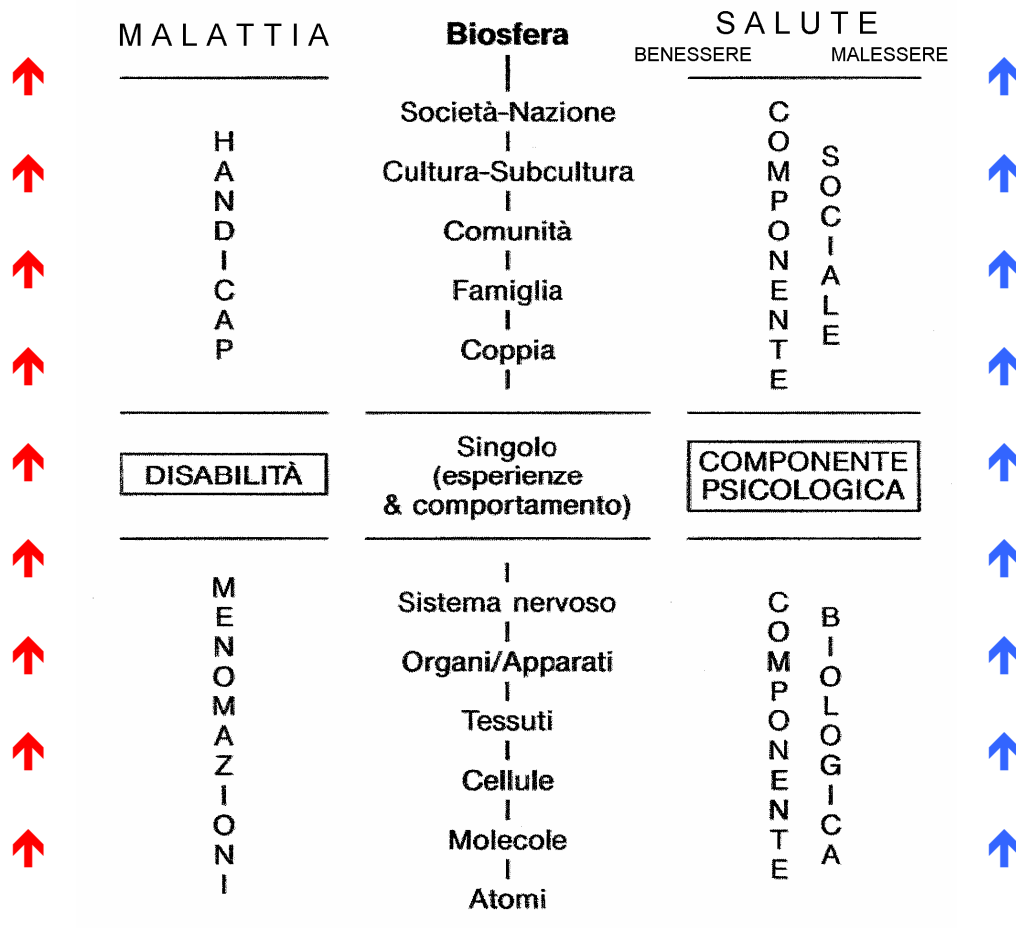 MALATTIA
HANDICAP
DISABILITÀ
MENOMAZIONI
Biosfera
Società-Nazione
Cultura-Subcultura
Comunità
Famiglia
Coppia
Singolo
(esperienze
& comportamento)
Sistema nervoso
Organi/Apparati
Tessuti
Cellule
Molecole
Atomi
SALUTE
BENESSERE MALESSERE
COMPONENTE
SOCIALE
COMPONENTE
PSICOLOGICA
COMPONENTE
BIOLOGICA